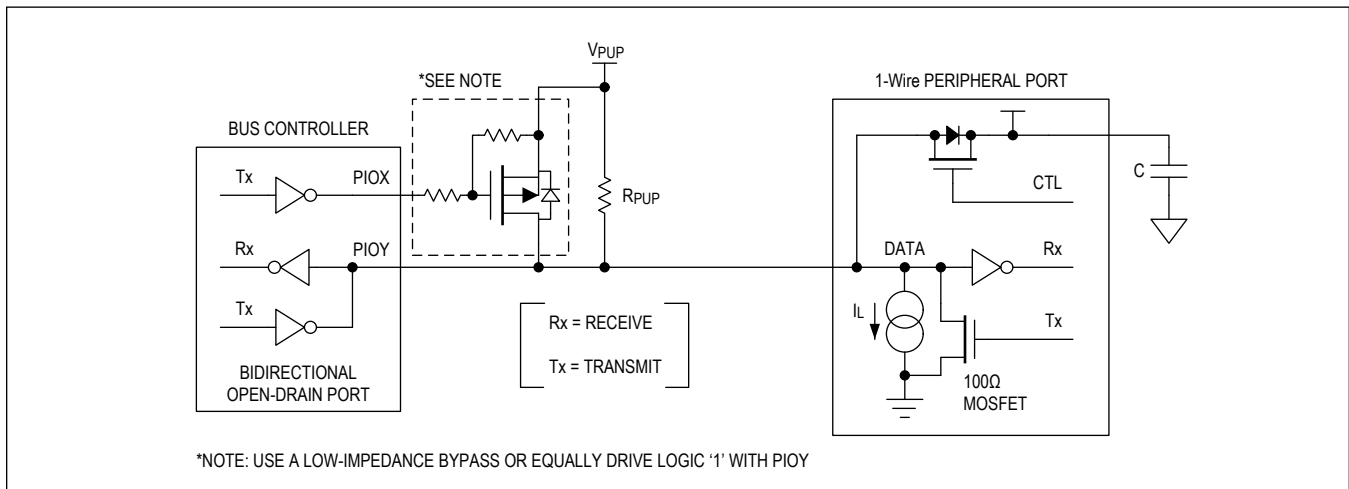 VPUP
*SEE NOTE
1-Wire PERIPHERAL PORT
BUS CONTROLLER
Tx
PIOX
RPUP
C
CTL
Rx
PIOY
DATA
Rx
Tx
IL
Tx
Rx = RECEIVE
Tx = TRANSMIT
BIDIRECTIONAL
OPEN-DRAIN PORT
100Ω
MOSFET
*NOTE: USE A LOW-IMPEDANCE BYPASS OR EQUALLY DRIVE LOGIC '1' WITH PIOY